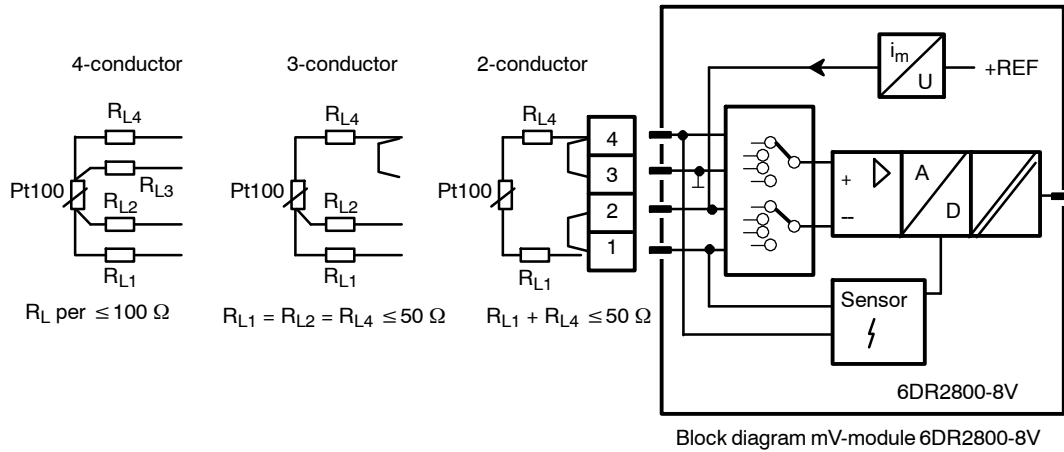 4-conductor
3-conductor
2-conductor
i_m
U
+REF
R_L4
R_L4
R_L4
4
3
2
1
Pt100
R_L3
R_L2
R_L1
Pt100
R_L2
R_L1
Pt100
R_L1
+
--
A
D
R_L per ≤ 100 Ω
R_L1 = R_L2 = R_L4 ≤ 50 Ω
R_L1 + R_L4 ≤ 50 Ω
Sensor
6DR2800-8V
Block diagram mV-module 6DR2800-8V